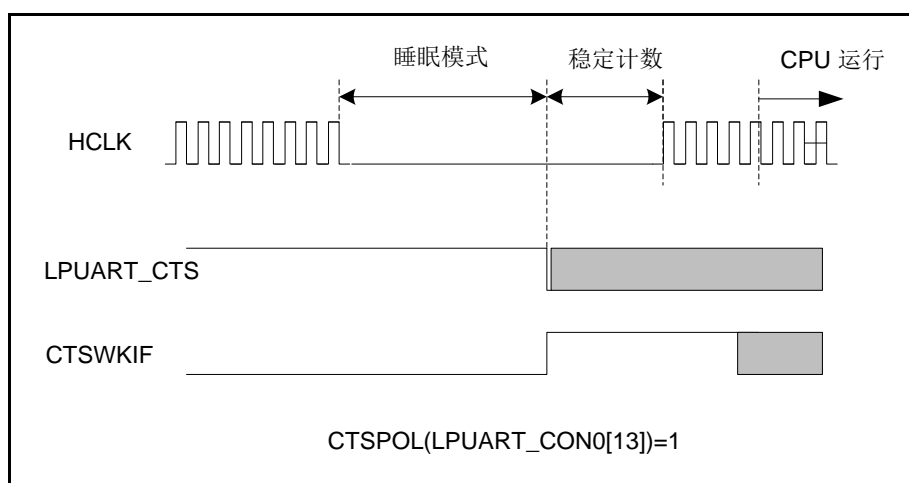 睡眠模式 稳定计数 CPU 运行
HCLK
LPUART_CTS
CTSWKIF
CTSPOL(LPUART_CON0[13])=1